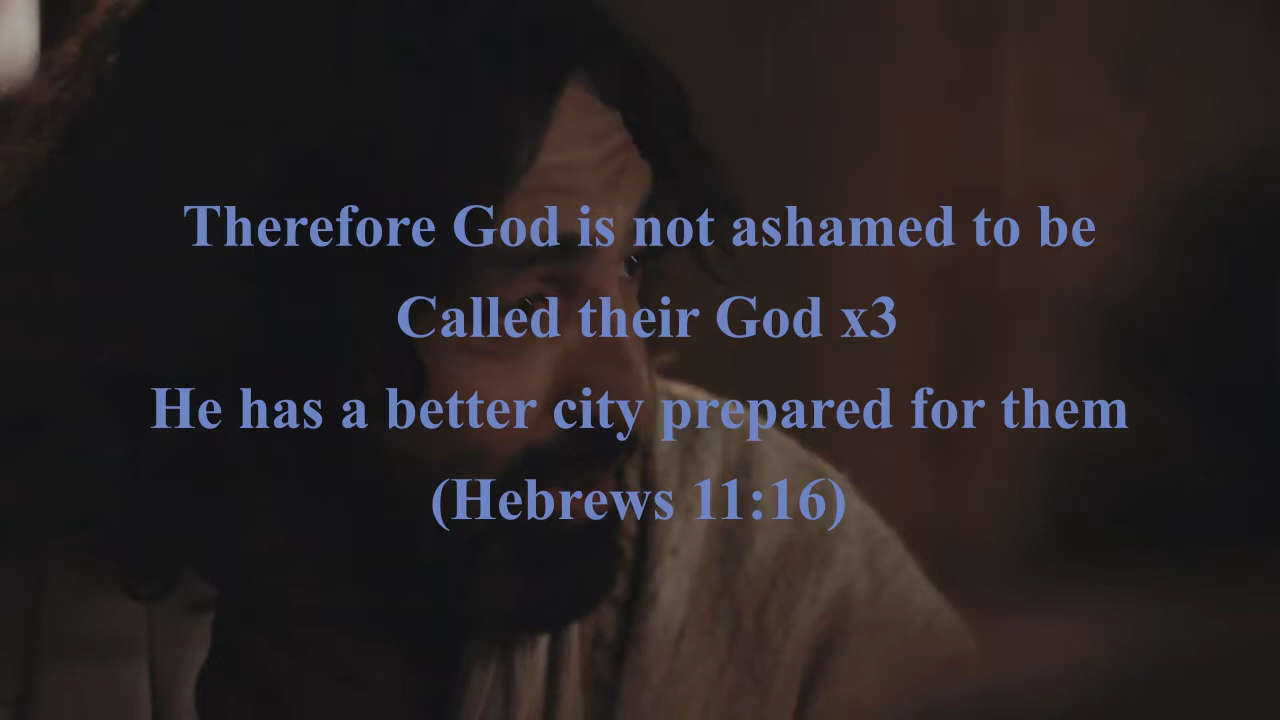 Therefore God is not ashamed to be
Called their God x3
He has a better city prepared for them
(Hebrews 11:16)